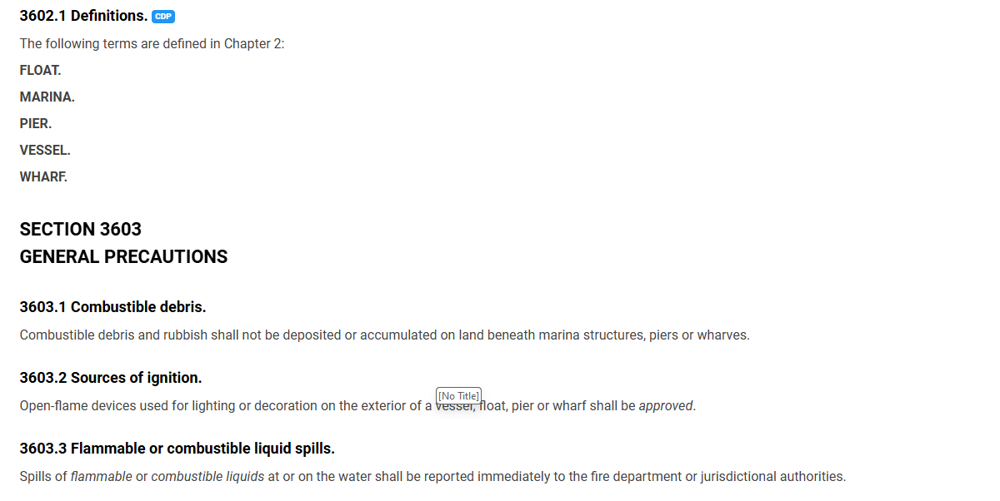 3602.1 Definitions. CDP
The following terms are defined in Chapter 2:
FLOAT.
MARINA.
PIER.
VESSEL.
WHARF.
SECTION 3603
GENERAL PRECAUTIONS
3603.1 Combustible debris.
Combustible debris and rubbish shall not be deposited or accumulated on land beneath marina structures, piers or wharves.
3603.2 Sources of ignition.
[No Title]
Open-flame devices used for lighting or decoration on the exterior of a vessel, float, pier or wharf shall be approved.
3603.3 Flammable or combustible liquid spills.
Spills of flammable or combustible liquids at or on the water shall be reported immediately to the fire department or jurisdictional authorities.